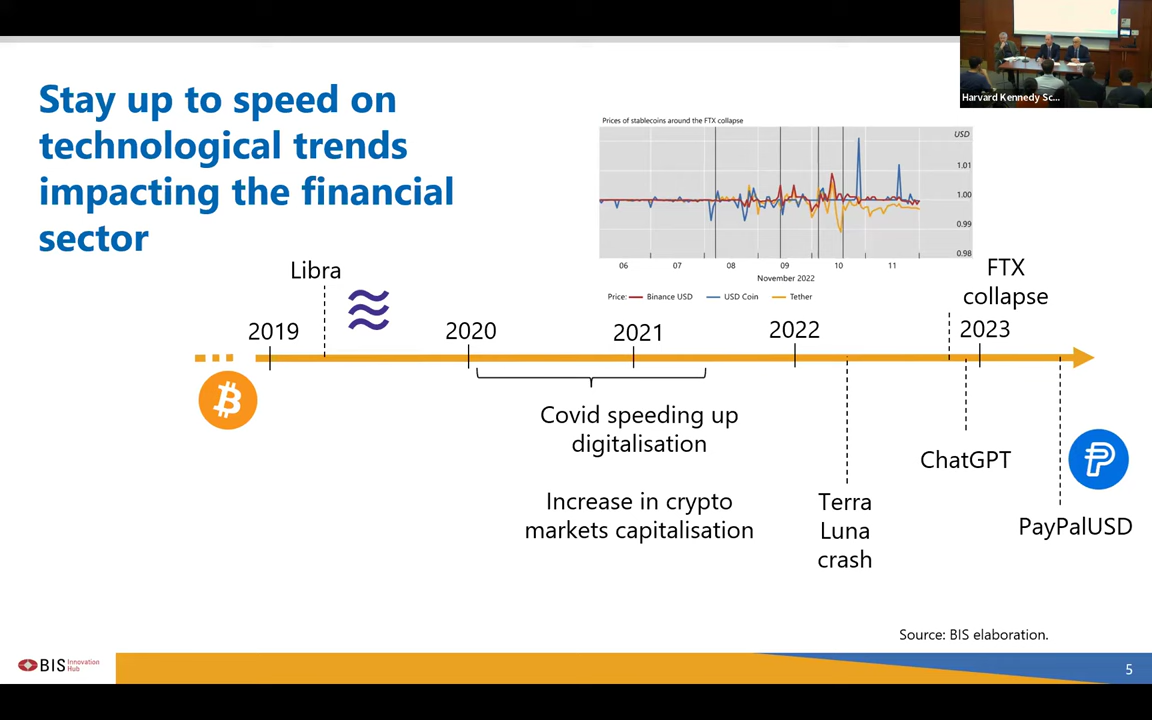 Stay up to speed on
technological trends
impacting the financial
sector
Harvard Kennedy Sc...
Prices of stablecoins around the FTX collapse
USD
1.01
1.00
0.99
0.98
06 07 08 09 10 11
November 2022
Price: Binance USD USD Coin Tether
Libra
FTX
collapse
2019 2020 2021 2022 2023
Covid speeding up
digitalisation
Increase in crypto
markets capitalisation
Terra
Luna
crash
ChatGPT
PayPalUSD
Source: BIS elaboration.
BIS Innovation
Hub
5